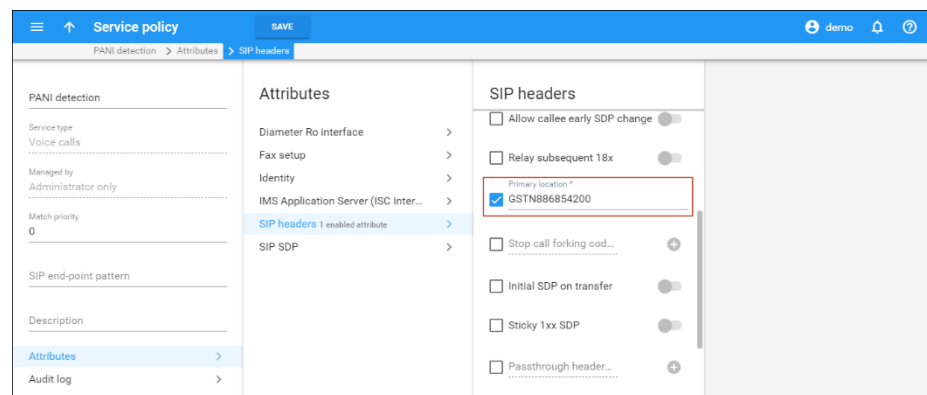 Service policy
SAVE
demo
PANI detection > Attributes > SIP headers
PANI detection
Service type
Voice calls
Managed by
Administrator only
Match priority
0
SIP end-point pattern
Description
Attributes
Audit log
Attributes
Diameter Ro interface
Fax setup
Identity
IMS Application Server (ISC Inter...
SIP headers 1 enabled attribute
SIP SDP
SIP headers
Allow callee early SDP change
Relay subsequent 18x
Primary location *
GSTN886854200
Stop call forking cod...
Initial SDP on transfer
Sticky 1xx SDP
Passthrough header...